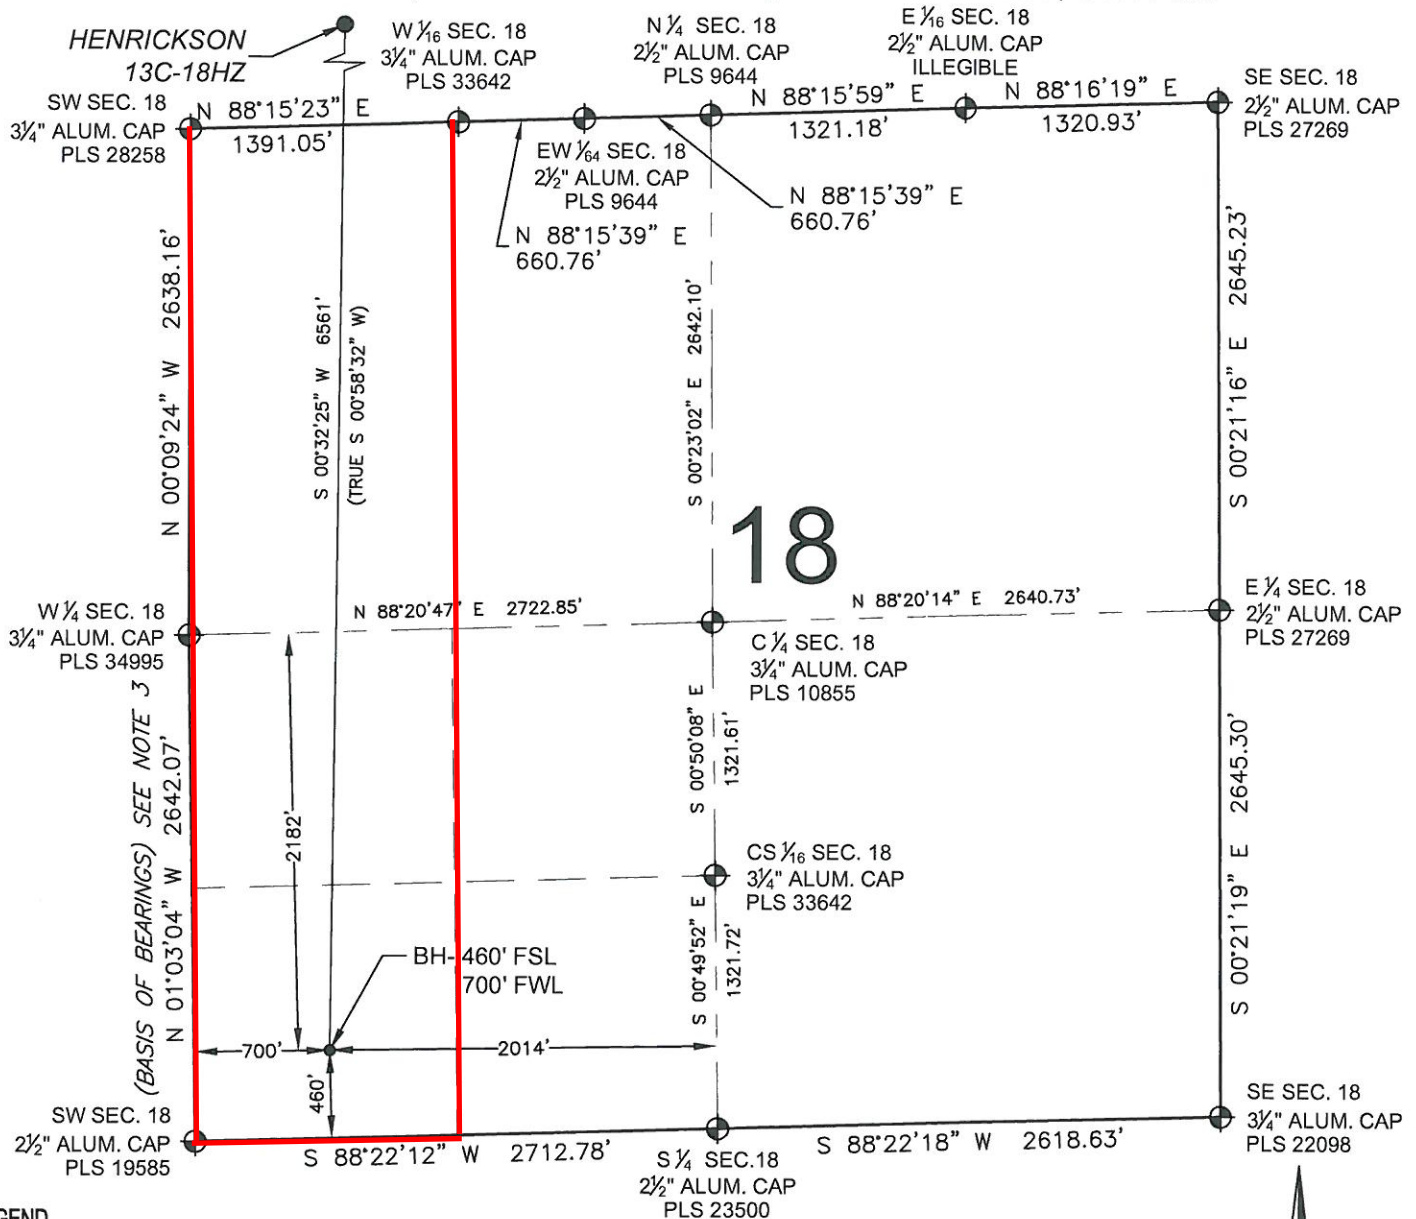 HENRICKSON
13C-18HZ
W 1/16 SEC. 18
3¼" ALUM. CAP
PLS 33642
N ¼ SEC. 18
2½" ALUM. CAP
PLS 9644
E 1/16 SEC. 18
2½" ALUM. CAP
ILLEGIBLE
SE SEC. 18
2½" ALUM. CAP
PLS 27269
SW SEC. 18
3¼" ALUM. CAP
PLS 28258
N 88°15'23" E
1391.05'
N 88°15'59" E
1321.18'
N 88°16'19" E
1320.93'
EW 1/64 SEC. 18
2½" ALUM. CAP
PLS 9644
N 88°15'39" E
660.76'
N 88°15'39" E
660.76'
N 00°09'24" W 2638.16'
S 00°32'25" W 6561'
(TRUE S 00°58'32" W)
S 00°23'02" E 2642.10'
S 00°21'16" E 2645.23'
18
W ¼ SEC. 18
3¼" ALUM. CAP
PLS 34995
N 88°20'47" E 2722.85'
N 88°20'14" E 2640.73'
E ¼ SEC. 18
2½" ALUM. CAP
PLS 27269
C ¼ SEC. 18
3¼" ALUM. CAP
PLS 10855
(BASIS OF BEARINGS) SEE NOTE 3
N 01°03'04" W 2642.07'
2182'
S 00°50'08" E
1321.61'
S 00°21'19" E 2645.30'
CS 1/16 SEC. 18
3¼" ALUM. CAP
PLS 33642
S 00°49'52" E
1321.72'
BH- 460' FSL
700' FWL
700'
2014'
460'
SW SEC. 18
2½" ALUM. CAP
PLS 19585
S 88°22'12" W 2712.78'
S ¼ SEC.18
2½" ALUM. CAP
PLS 23500
S 88°22'18" W 2618.63'
SE SEC. 18
3¼" ALUM. CAP
PLS 22098